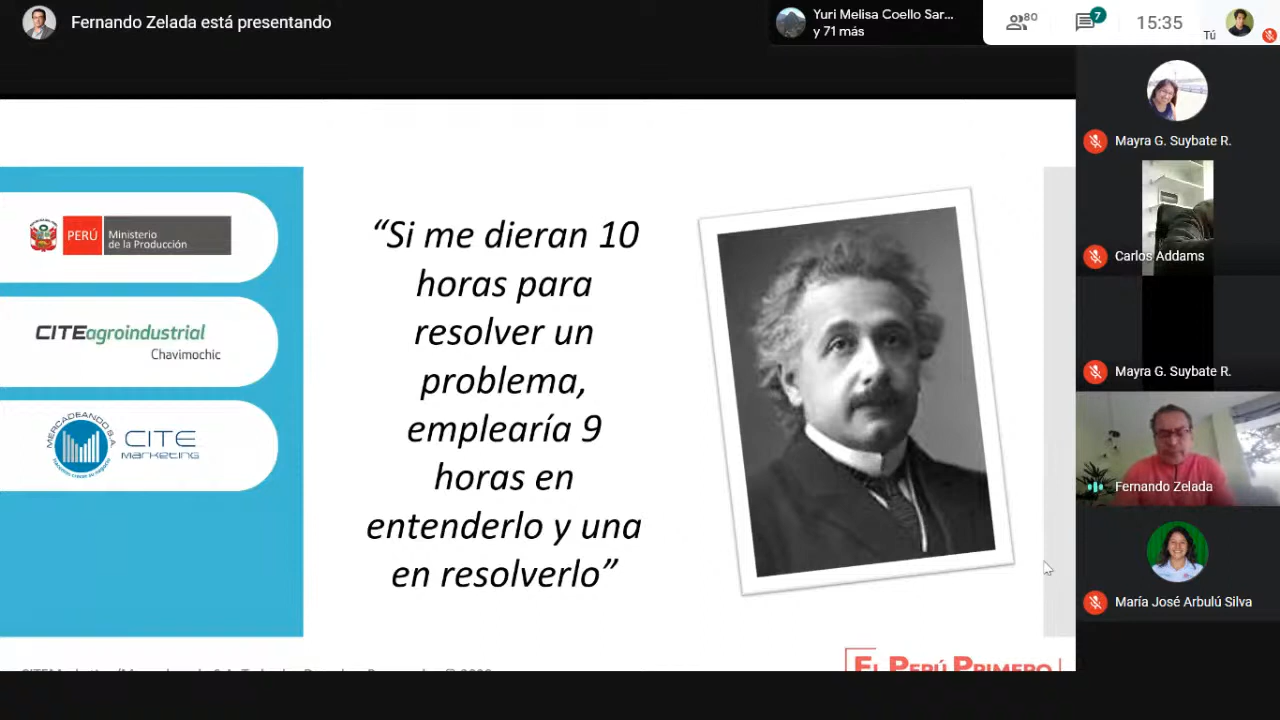 Fernando Zelada está presentando
Yuri Melisa Coello Sar...
y 71 más
80
7
15:35
Tú
Mayra G. Suybate R.
Carlos Addams
Mayra G. Suybate R.
Fernando Zelada
María José Arbulú Silva
PERÚ
Ministerio
de la Producción
CITEagroindustrial
Chavimochic
MERCADEANDO S.A.
CITE
MARKETING
“Si me dieran 10
horas para
resolver un
problema,
emplearía 9
horas en
entenderlo y una
en resolverlo”
EL PERÚ PRIMERO